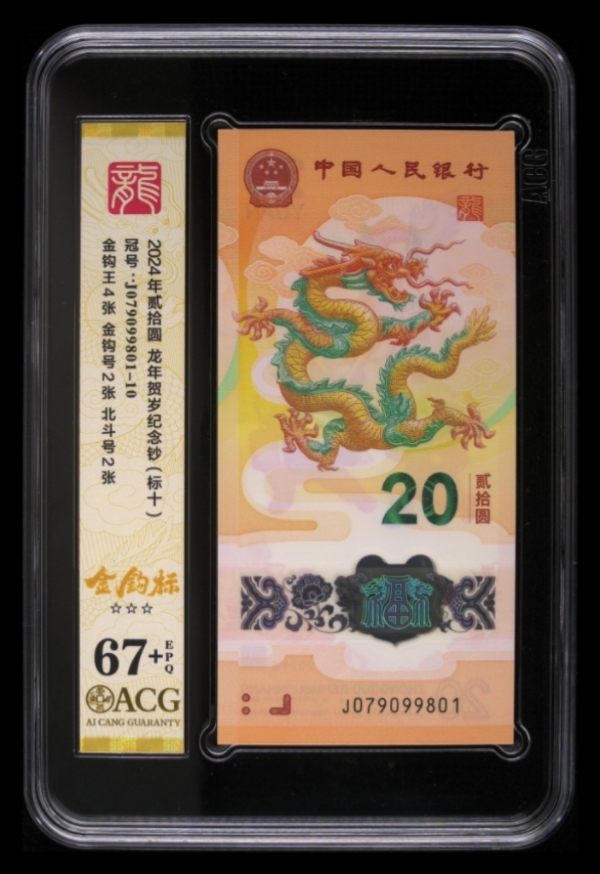 龍
2024年贰拾圆 龙年贺岁纪念钞（标十）
冠号：J079099801-10
金钩王4张 金钩号2张 北斗号2张
金钩标
☆☆☆
67+ EPQ
ACG
AI CANG GUARANTY
中国人民银行
龍
20
贰拾圆
福
J079099801
ACG